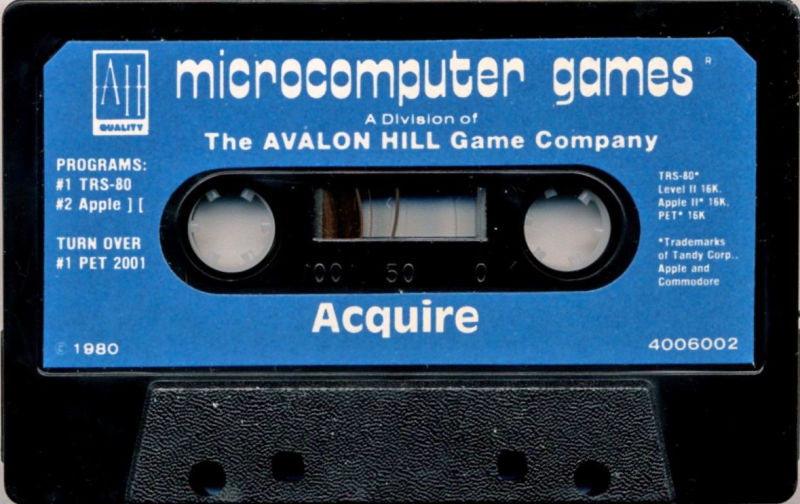 AH
QUALITY
microcomputer games®
A Division of
The AVALON HILL Game Company
PROGRAMS:
#1 TRS-80
#2 Apple ][
TURN OVER
#1 PET 2001
TRS-80*
Level II 16K.
Apple II* 16K,
PET* 16K
*Trademarks
of Tandy Corp..
Apple and
Commodore
100 50 0
Acquire
© 1980
4006002